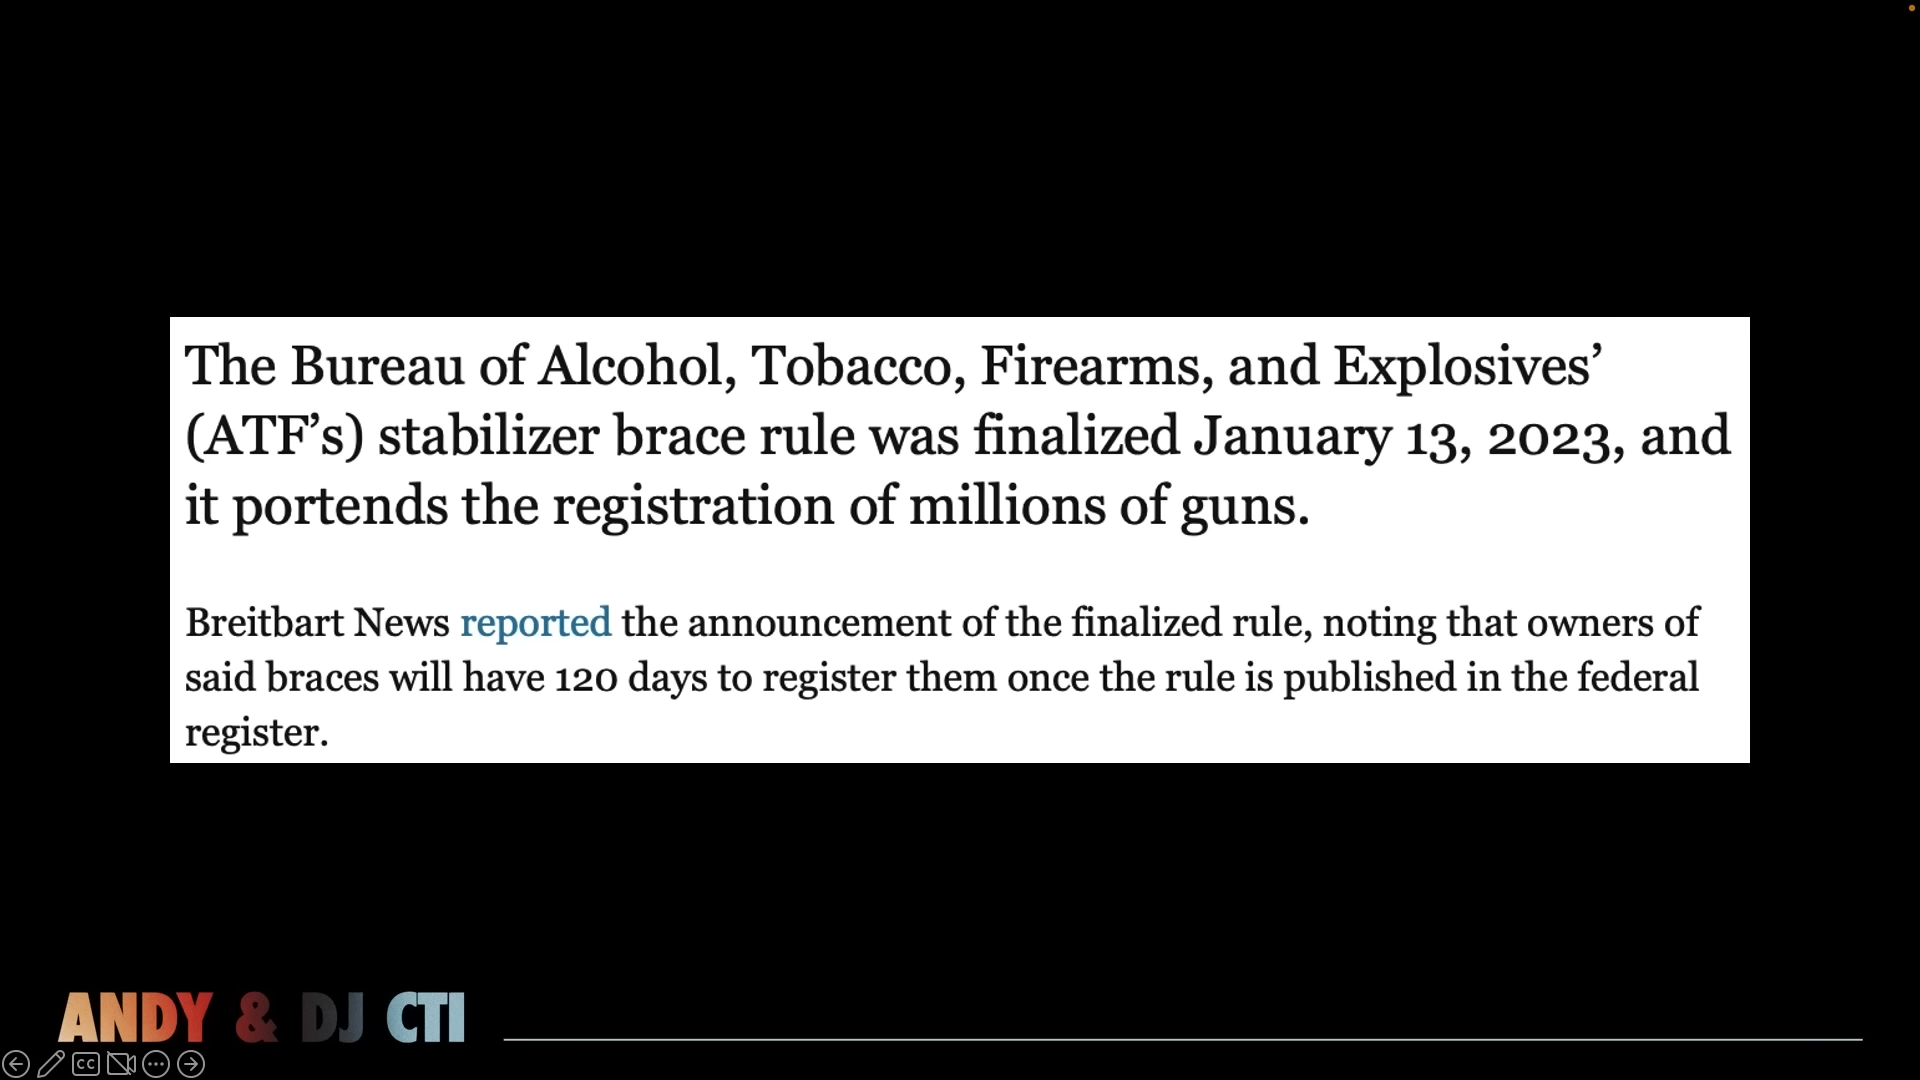 The Bureau of Alcohol, Tobacco, Firearms, and Explosives’
(ATF’s) stabilizer brace rule was finalized January 13, 2023, and
it portends the registration of millions of guns.
Breitbart News reported the announcement of the finalized rule, noting that owners of
said braces will have 120 days to register them once the rule is published in the federal
register.
ANDY & DJ CTI
CC